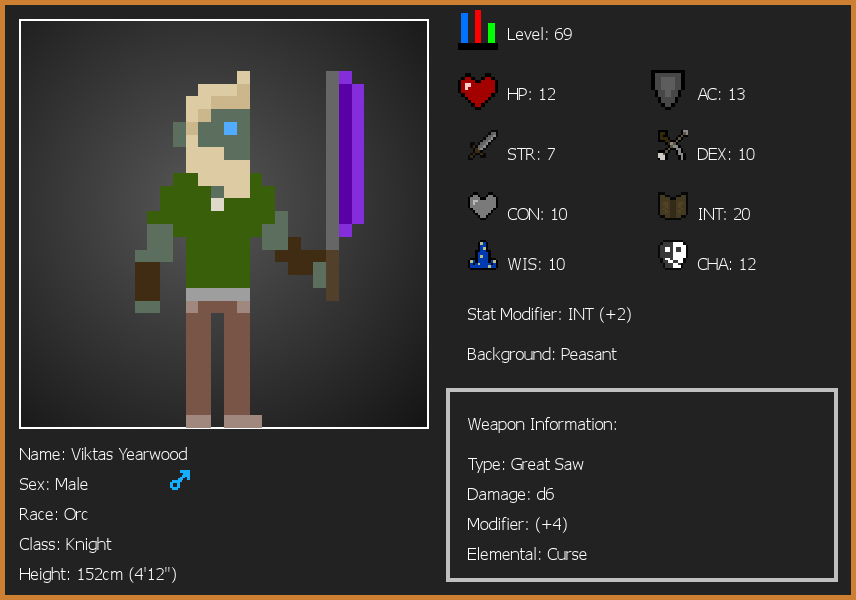 Level: 69
HP: 12
AC: 13
STR: 7
DEX: 10
CON: 10
INT: 20
WIS: 10
CHA: 12
Stat Modifier: INT (+2)
Background: Peasant
Weapon Information:
Type: Great Saw
Damage: d6
Modifier: (+4)
Elemental: Curse
Name: Viktas Yearwood
Sex: Male
Race: Orc
Class: Knight
Height: 152cm (4'12")